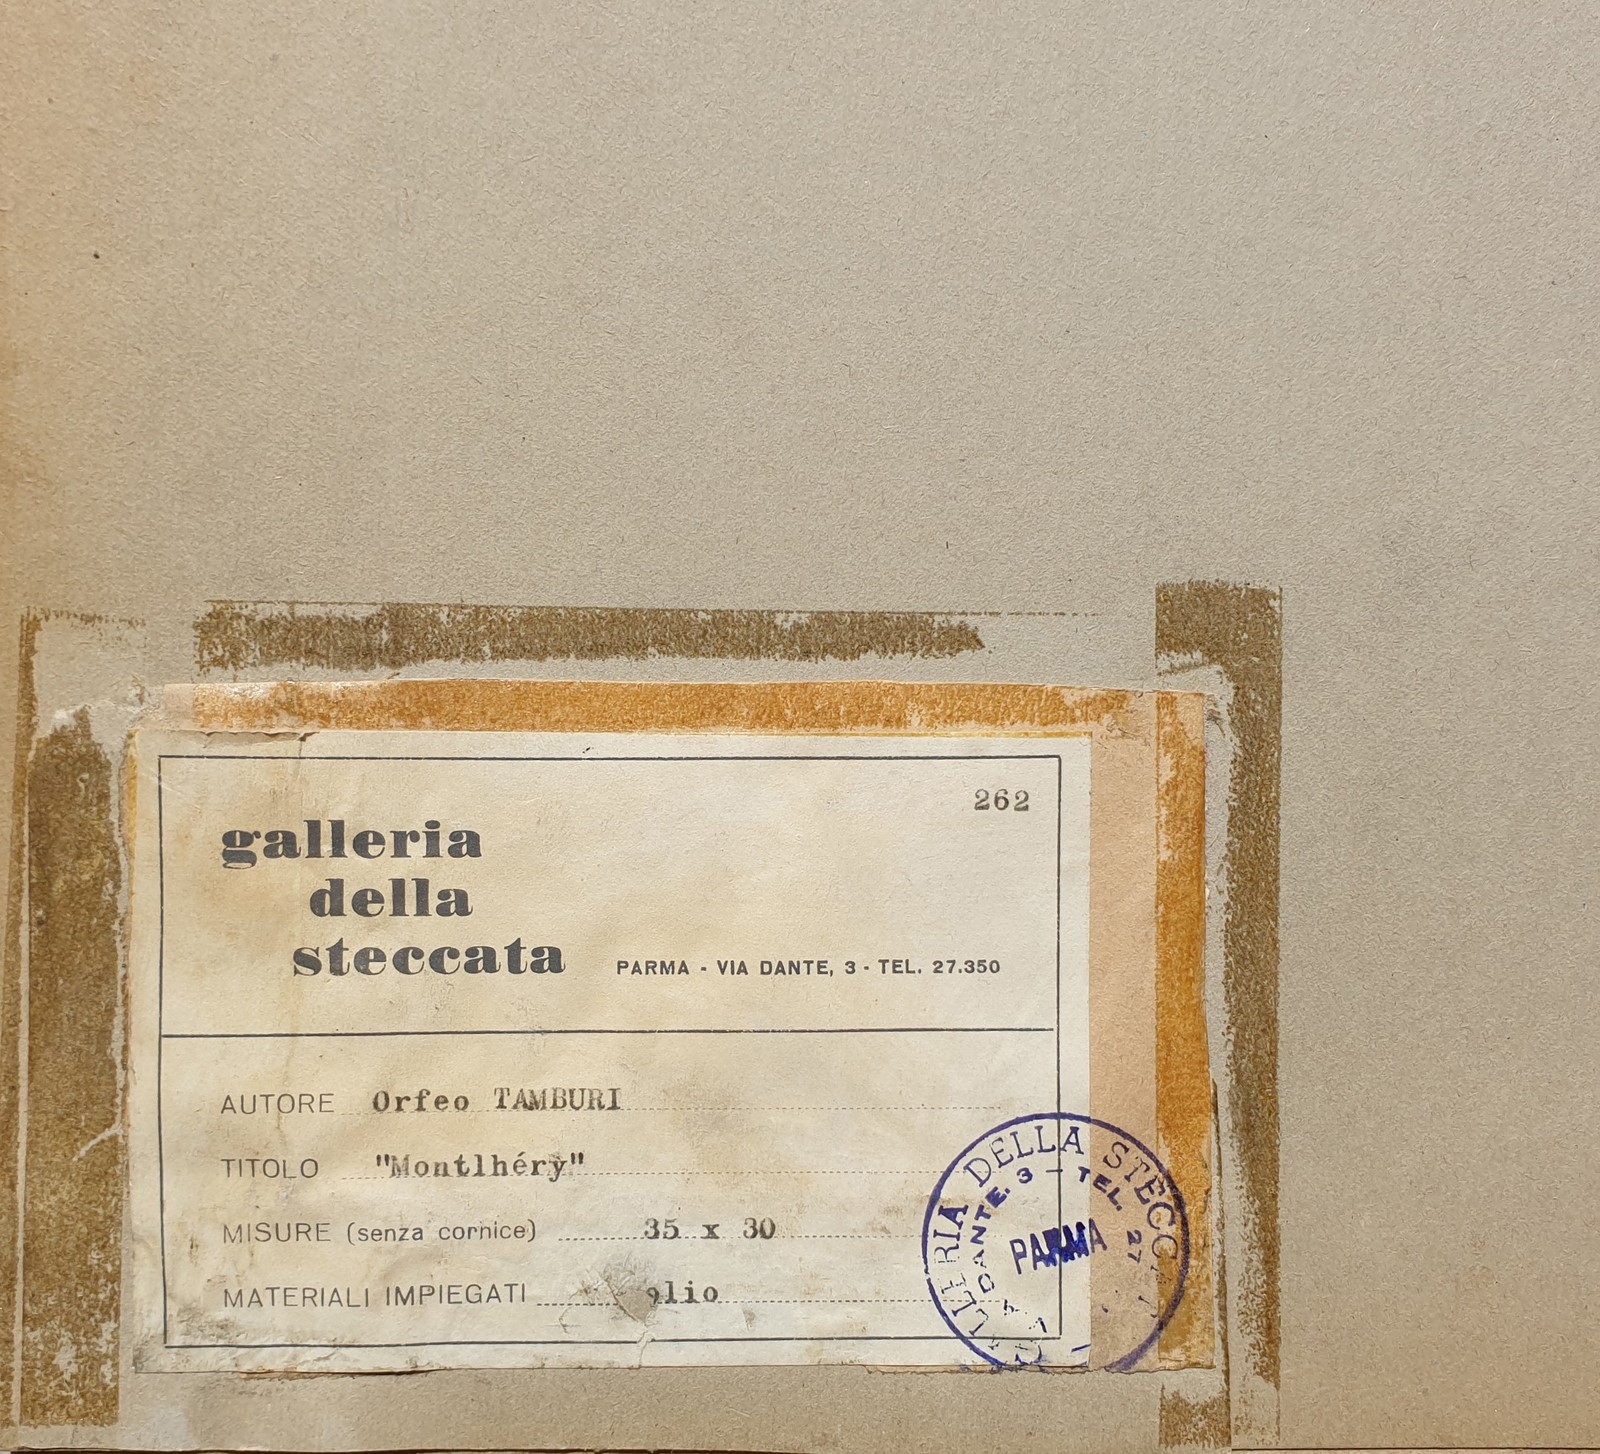 262
galleria
della
steccata
PARMA - VIA DANTE, 3 - TEL. 27.350
AUTORE Orfeo TAMBURI
TITOLO "Montlhéry"
MISURE (senza cornice) 35 x 30
MATERIALI IMPIEGATI olio
DELLA
DANTE, 3 - TEL. 27
PARMA